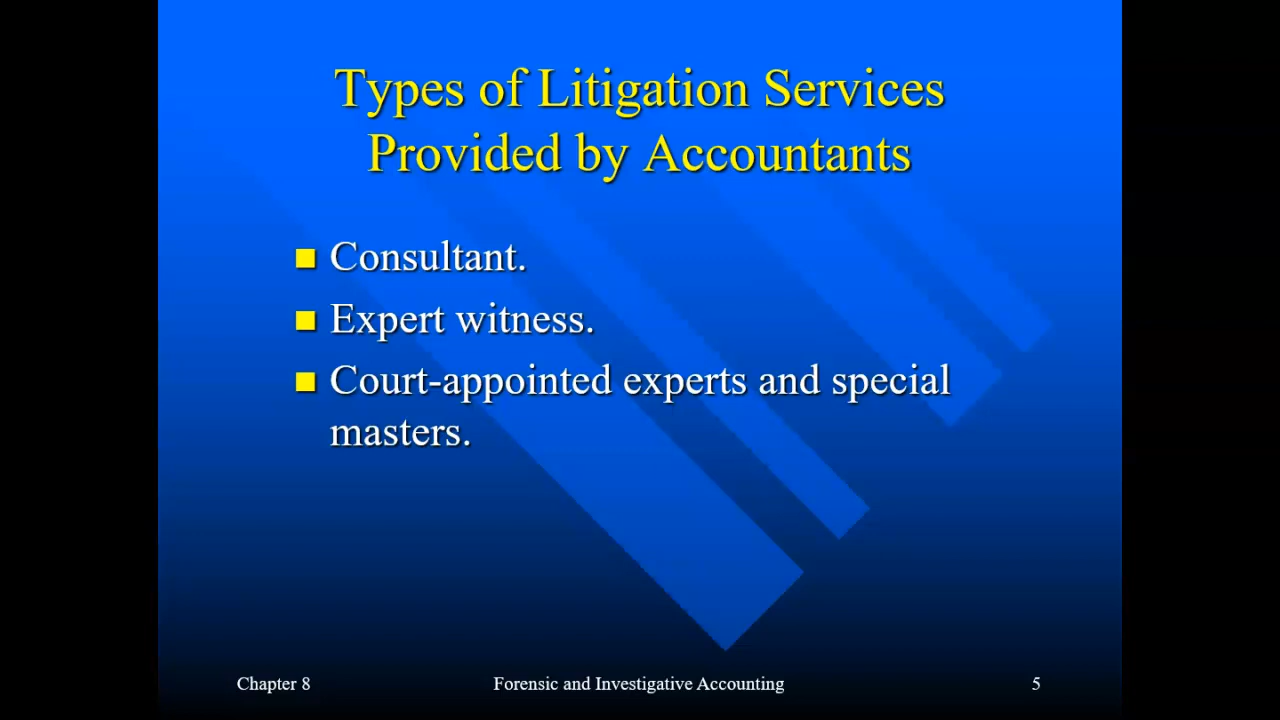 Types of Litigation Services
Provided by Accountants
Consultant.
Expert witness.
Court-appointed experts and special
masters.
Chapter 8
Forensic and Investigative Accounting
5